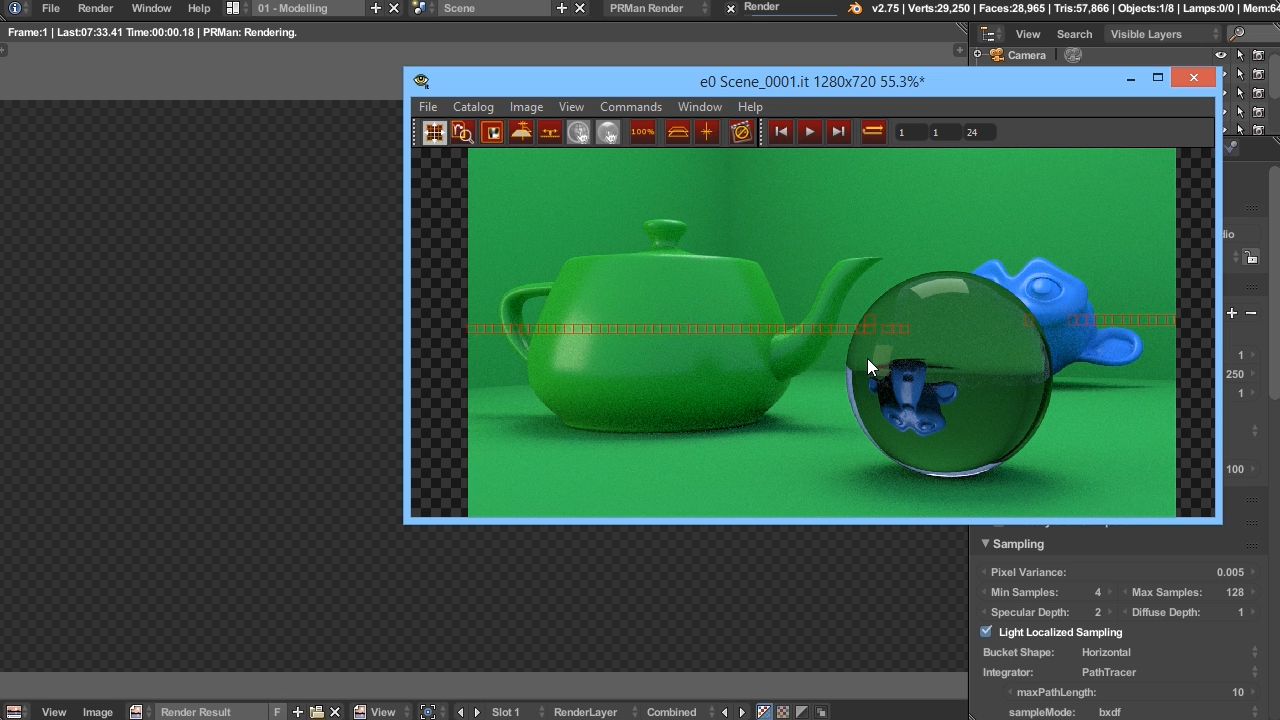 File Render Window Help 01 - Modelling Scene PRMan Render Render v2.75 | Verts:29,250 | Faces:28,965 | Tris:57,866 | Objects:1/8 | Lamps:0/0 | Mem:64
Frame:1 | Last:07:33.41 Time:00:00.18 | PRMan: Rendering.
View Search Visible Layers
Camera
e0 Scene_0001.it 1280x720 55.3%*
File Catalog Image View Commands Window Help
100% 1 1 24
dio
1
250
1
100
Sampling
Pixel Variance: 0.005
Min Samples: 4 Max Samples: 128
Specular Depth: 2 Diffuse Depth: 1
Light Localized Sampling
Bucket Shape: Horizontal
Integrator: PathTracer
maxPathLength: 10
sampleMode: bxdf
View Image Render Result F View Slot 1 RenderLayer Combined